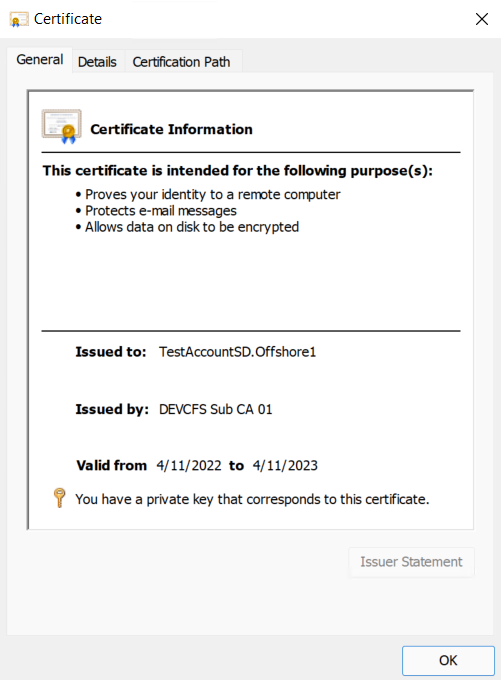 Certificate
General Details Certification Path
Certificate Information
This certificate is intended for the following purpose(s):
• Proves your identity to a remote computer
• Protects e-mail messages
• Allows data on disk to be encrypted
Issued to: TestAccountSD.Offshore1
Issued by: DEVCFS Sub CA 01
Valid from 4/11/2022 to 4/11/2023
You have a private key that corresponds to this certificate.
Issuer Statement
OK